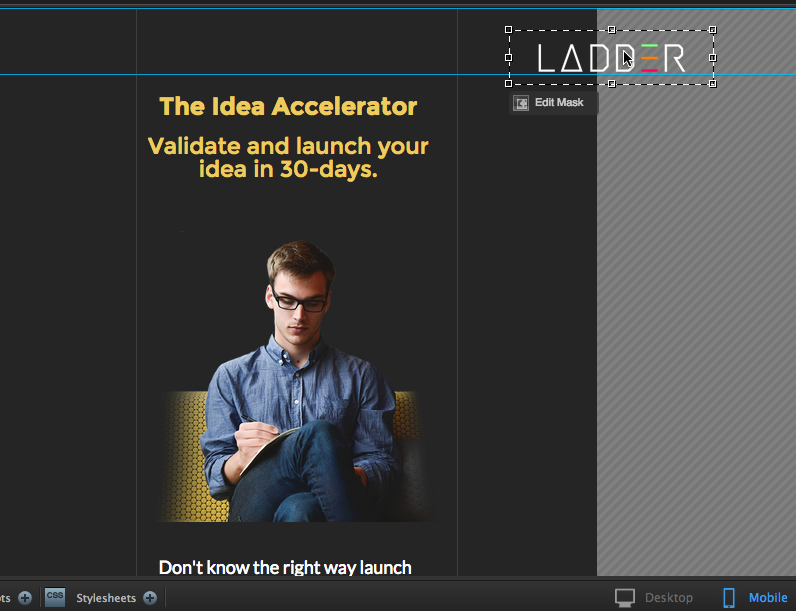 LADDER
Edit Mask
The Idea Accelerator
Validate and launch your
idea in 30-days.
Don't know the right way launch
ts
CSS
Stylesheets
Desktop
Mobile